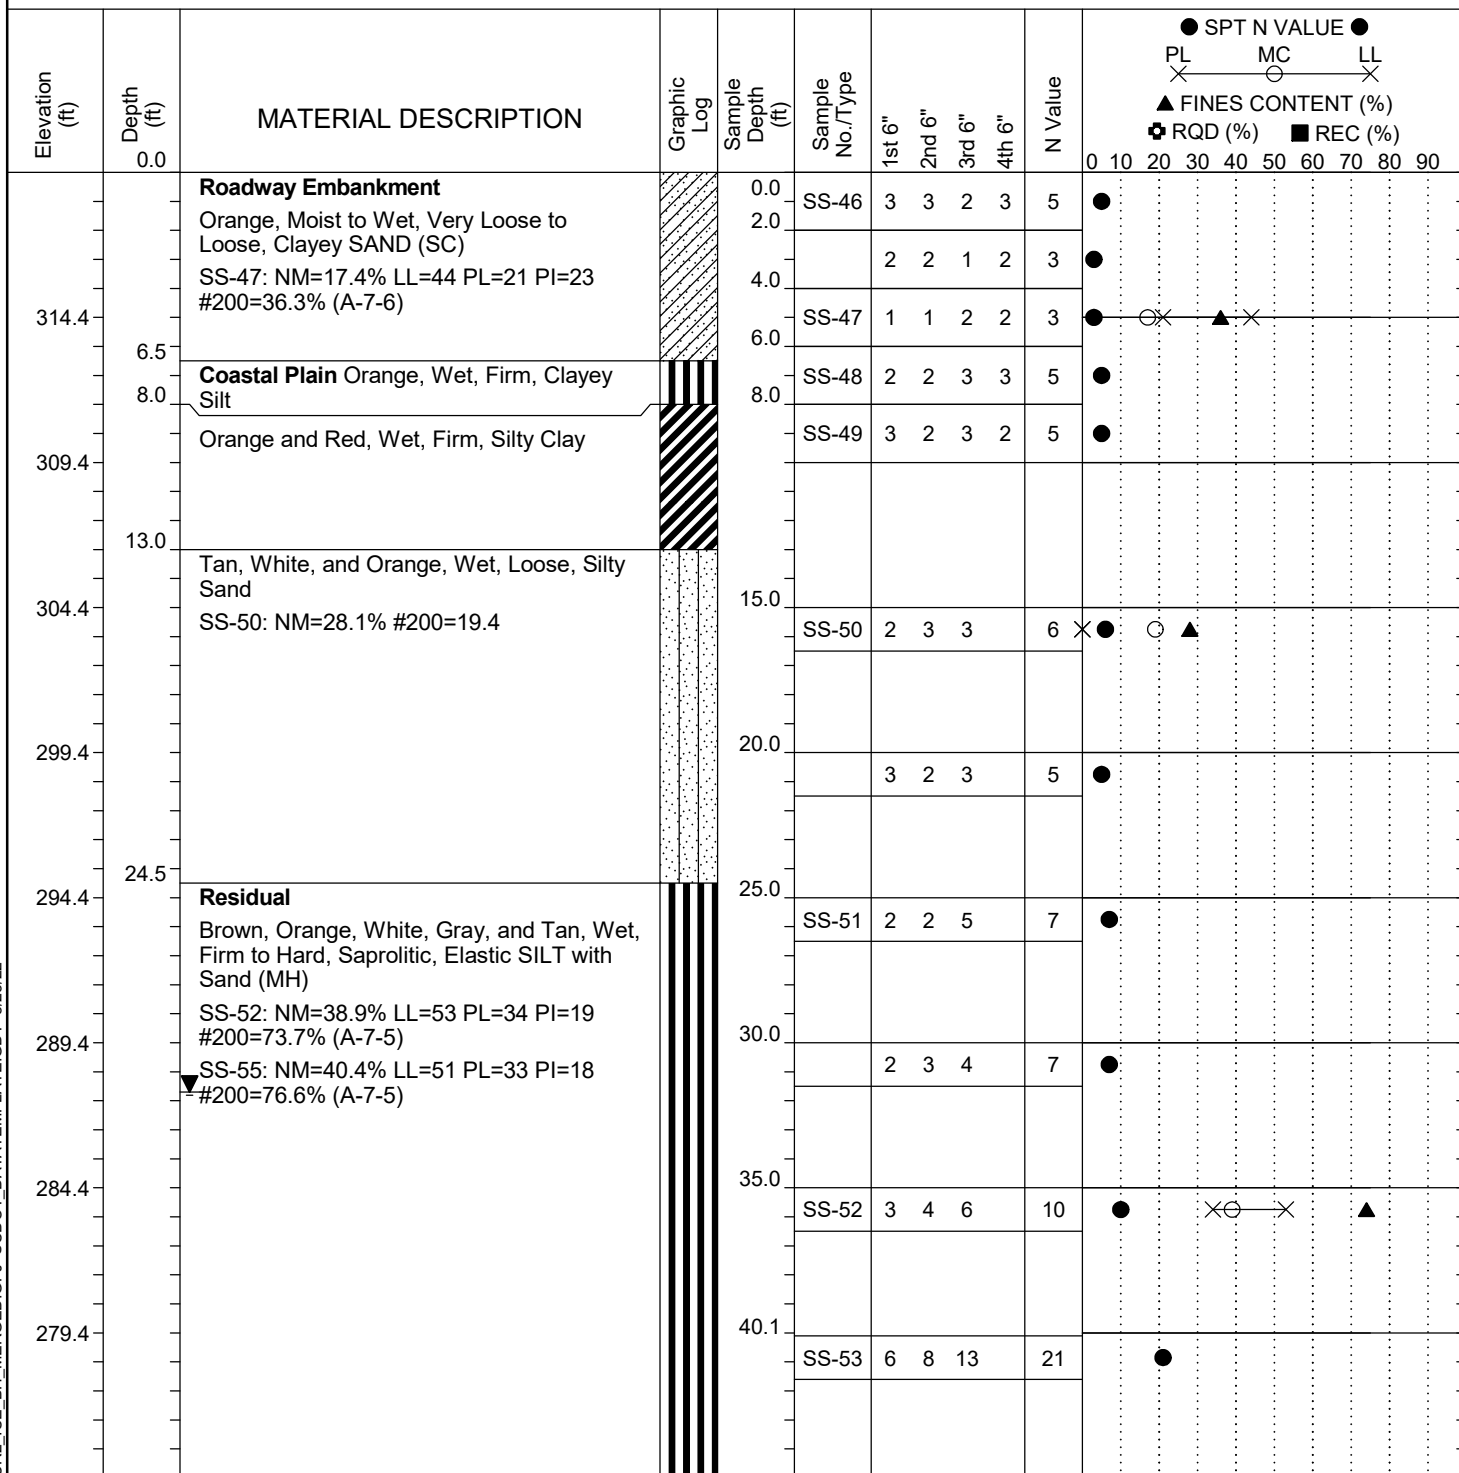 SPT N VALUE
PL MC LL
FINES CONTENT (%)
RQD (%) REC (%)
Elevation (ft)
Depth (ft)
0.0
MATERIAL DESCRIPTION
Graphic Log
Sample Depth (ft)
Sample No./Type
1st 6"
2nd 6"
3rd 6"
4th 6"
N Value
0 10 20 30 40 50 60 70 80 90
Roadway Embankment
Orange, Moist to Wet, Very Loose to
Loose, Clayey SAND (SC)
SS-47: NM=17.4% LL=44 PL=21 PI=23
#200=36.3% (A-7-6)
0.0
SS-46 3 3 2 3 5
2.0
2 2 1 2 3
4.0
314.4
SS-47 1 1 2 2 3
6.0
6.5
Coastal Plain Orange, Wet, Firm, Clayey
Silt
SS-48 2 2 3 3 5
8.0
8.0
Orange and Red, Wet, Firm, Silty Clay
SS-49 3 2 3 2 5
309.4
13.0
Tan, White, and Orange, Wet, Loose, Silty
Sand
SS-50: NM=28.1% #200=19.4
304.4
15.0
SS-50 2 3 3 6
299.4
20.0
3 2 3 5
24.5
294.4
Residual
Brown, Orange, White, Gray, and Tan, Wet,
Firm to Hard, Saprolitic, Elastic SILT with
Sand (MH)
SS-52: NM=38.9% LL=53 PL=34 PI=19
#200=73.7% (A-7-5)
SS-55: NM=40.4% LL=51 PL=33 PI=18
#200=76.6% (A-7-5)
25.0
SS-51 2 2 5 7
289.4
30.0
2 3 4 7
284.4
35.0
SS-52 3 4 6 10
279.4
40.1
SS-53 6 8 13 21